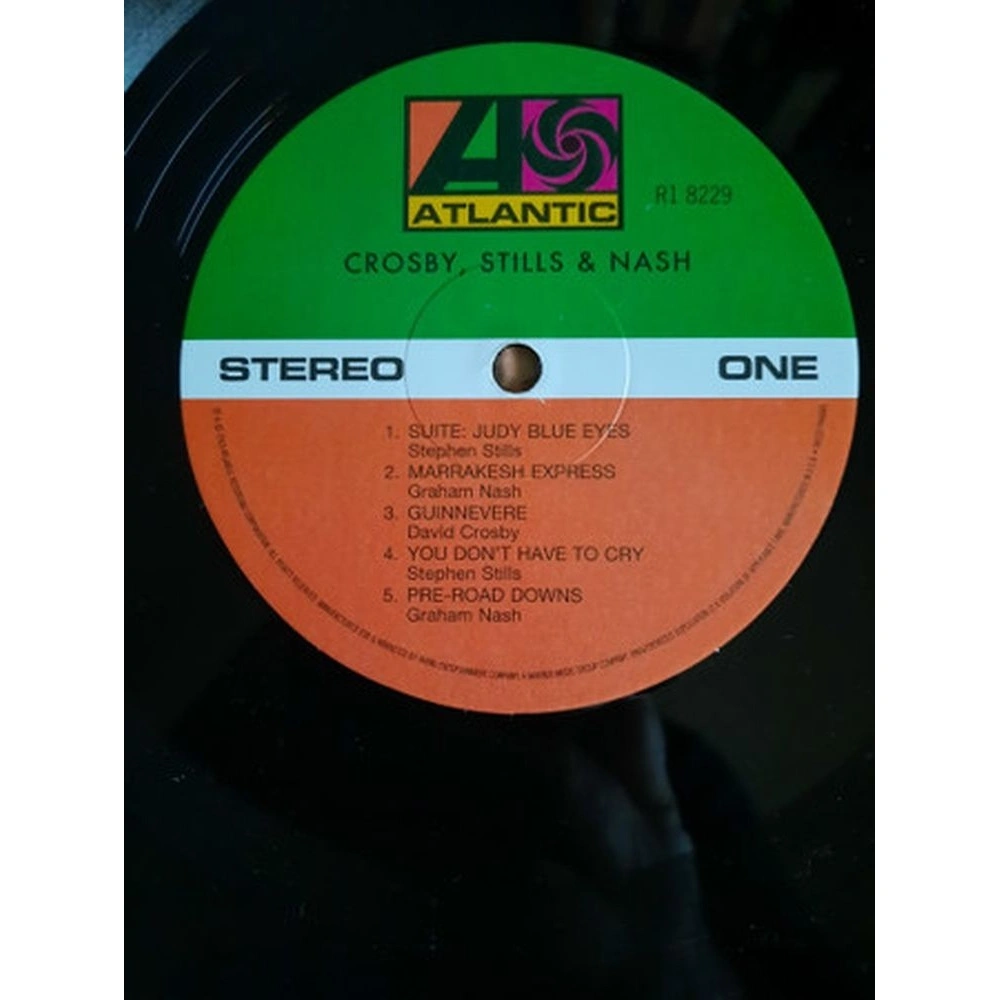 ATLANTIC
R1 8229
CROSBY, STILLS & NASH
STEREO
ONE
1. SUITE: JUDY BLUE EYES
Stephen Stills
2. MARRAKESH EXPRESS
Graham Nash
3. GUINNEVERE
David Crosby
4. YOU DON'T HAVE TO CRY
Stephen Stills
5. PRE-ROAD DOWNS
Graham Nash